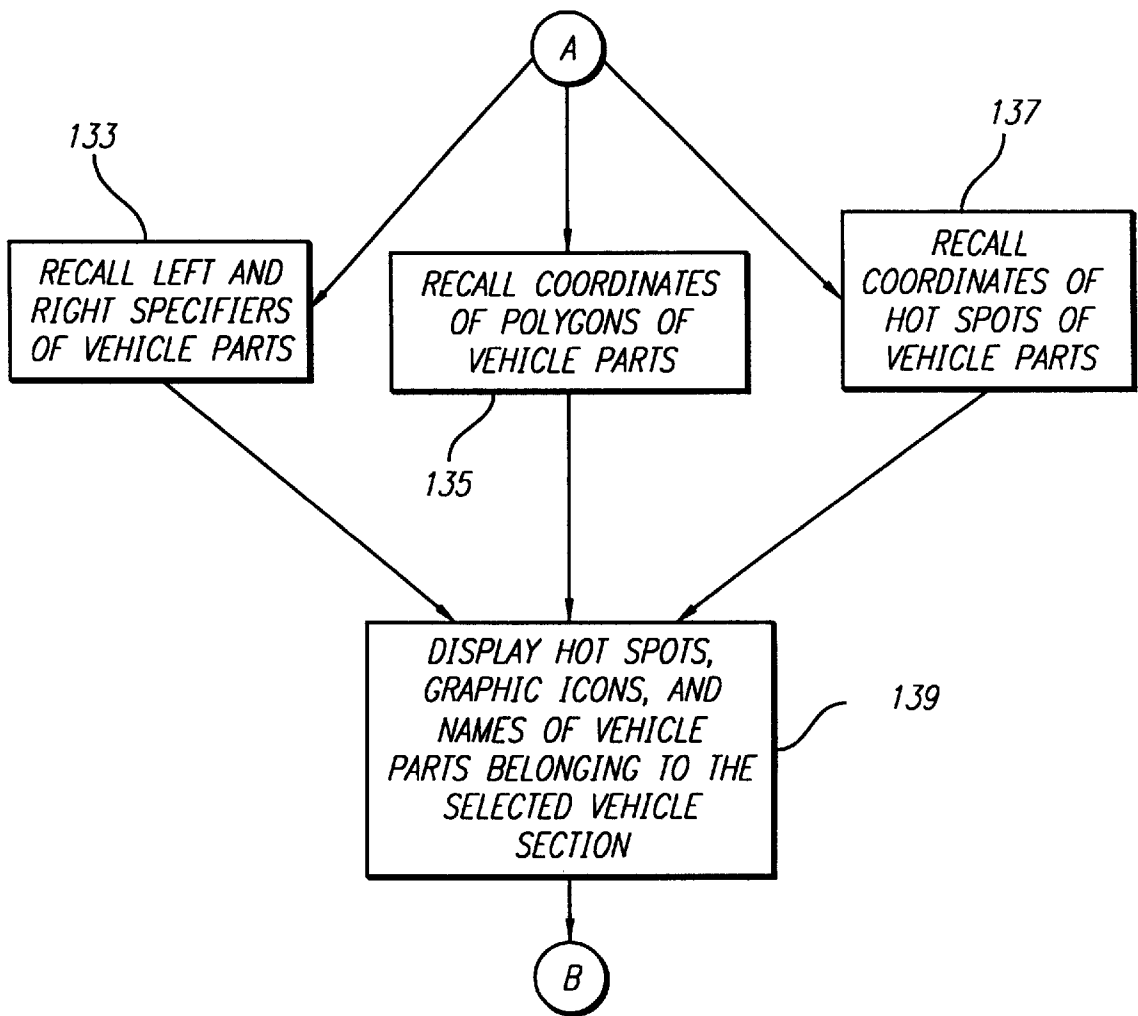 A
133
137
RECALL LEFT AND
RIGHT SPECIFIERS
OF VEHICLE PARTS
RECALL COORDINATES
OF POLYGONS OF
VEHICLE PARTS
RECALL
COORDINATES OF
HOT SPOTS OF
VEHICLE PARTS
135
DISPLAY HOT SPOTS,
GRAPHIC ICONS, AND
NAMES OF VEHICLE
PARTS BELONGING TO THE
SELECTED VEHICLE
SECTION
139
B